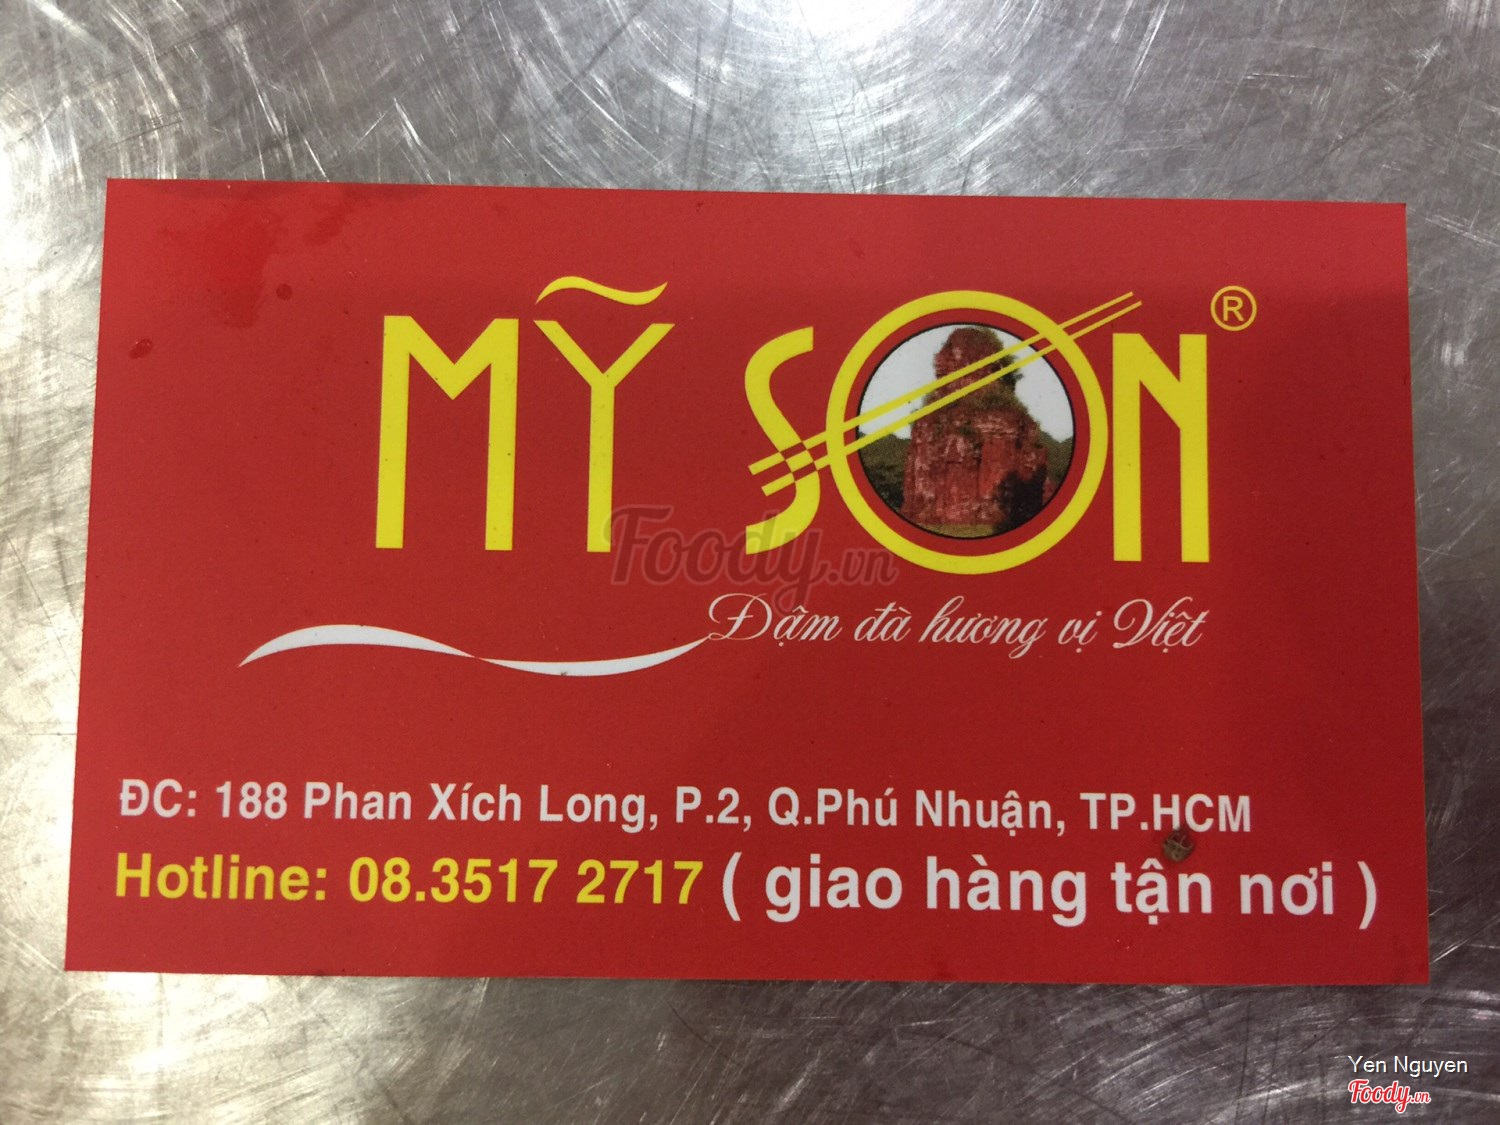 MỸ SƠN ®
Foody.vn
Đậm đà hương vị Việt
ĐC: 188 Phan Xích Long, P.2, Q.Phú Nhuận, TP.HCM
Hotline: 08.3517 2717 ( giao hàng tận nơi )
Yen Nguyen
Foody.vn